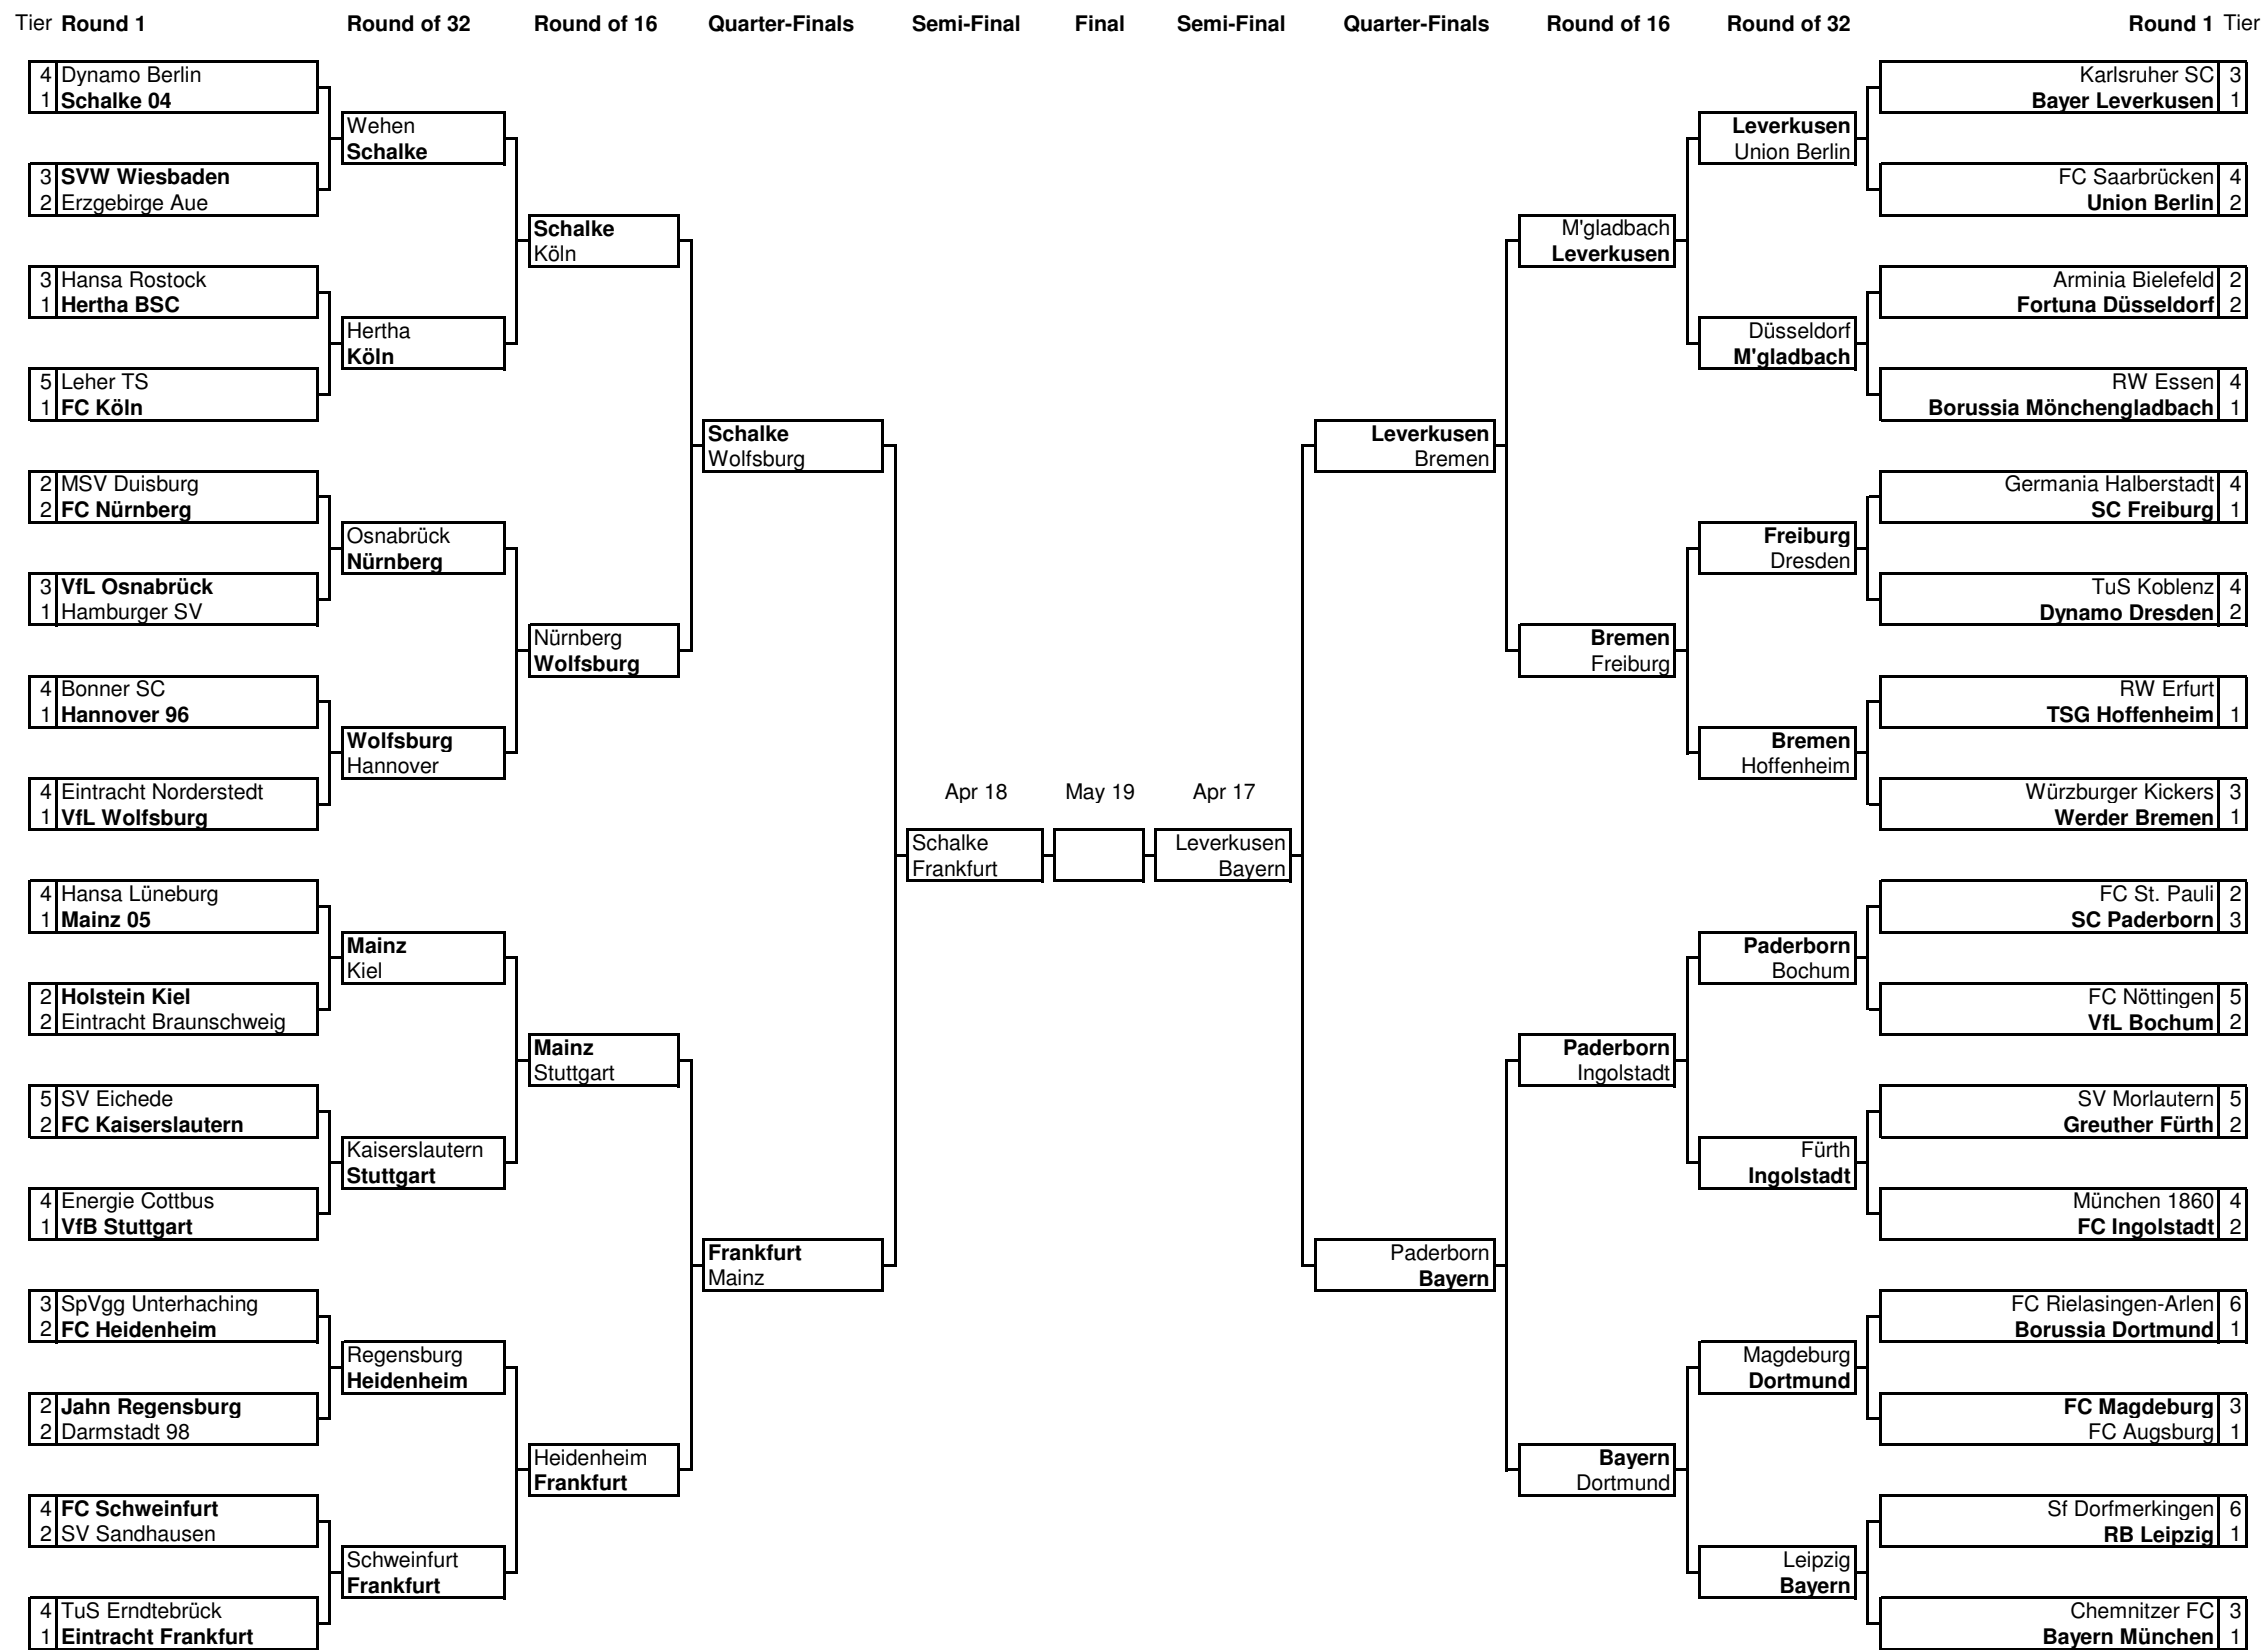 Tier Round 1 Round of 32 Round of 16 Quarter-Finals Semi-Final Final Semi-Final Quarter-Finals Round of 16 Round of 32 Round 1 Tier
4 Dynamo Berlin
1 Schalke 04
3 SVW Wiesbaden
2 Erzgebirge Aue
3 Hansa Rostock
1 Hertha BSC
5 Leher TS
1 FC Köln
2 MSV Duisburg
2 FC Nürnberg
3 VfL Osnabrück
1 Hamburger SV
4 Bonner SC
1 Hannover 96
4 Eintracht Norderstedt
1 VfL Wolfsburg
4 Hansa Lüneburg
1 Mainz 05
2 Holstein Kiel
2 Eintracht Braunschweig
5 SV Eichede
2 FC Kaiserslautern
4 Energie Cottbus
1 VfB Stuttgart
3 SpVgg Unterhaching
2 FC Heidenheim
2 Jahn Regensburg
2 Darmstadt 98
4 FC Schweinfurt
2 SV Sandhausen
4 TuS Erndtebrück
1 Eintracht Frankfurt
Wehen
Schalke
Hertha
Köln
Osnabrück
Nürnberg
Wolfsburg
Hannover
Mainz
Kiel
Kaiserslautern
Stuttgart
Regensburg
Heidenheim
Schweinfurt
Frankfurt
Schalke
Köln
Nürnberg
Wolfsburg
Mainz
Stuttgart
Heidenheim
Frankfurt
Schalke
Wolfsburg
Frankfurt
Mainz
Apr 18
Schalke
Frankfurt
May 19
Apr 17
Leverkusen
Bayern
Leverkusen
Bremen
Paderborn
Bayern
M'gladbach
Leverkusen
Bremen
Freiburg
Paderborn
Ingolstadt
Bayern
Dortmund
Leverkusen
Union Berlin
Düsseldorf
M'gladbach
Freiburg
Dresden
Bremen
Hoffenheim
Paderborn
Bochum
Fürth
Ingolstadt
Magdeburg
Dortmund
Leipzig
Bayern
Karlsruher SC 3
Bayer Leverkusen 1
FC Saarbrücken 4
Union Berlin 2
Arminia Bielefeld 2
Fortuna Düsseldorf 2
RW Essen 4
Borussia Mönchengladbach 1
Germania Halberstadt 4
SC Freiburg 1
TuS Koblenz 4
Dynamo Dresden 2
RW Erfurt
TSG Hoffenheim 1
Würzburger Kickers 3
Werder Bremen 1
FC St. Pauli 2
SC Paderborn 3
FC Nöttingen 5
VfL Bochum 2
SV Morlautern 5
Greuther Fürth 2
München 1860 4
FC Ingolstadt 2
FC Rielasingen-Arlen 6
Borussia Dortmund 1
FC Magdeburg 3
FC Augsburg 1
Sf Dorfmerkingen 6
RB Leipzig 1
Chemnitzer FC 3
Bayern München 1